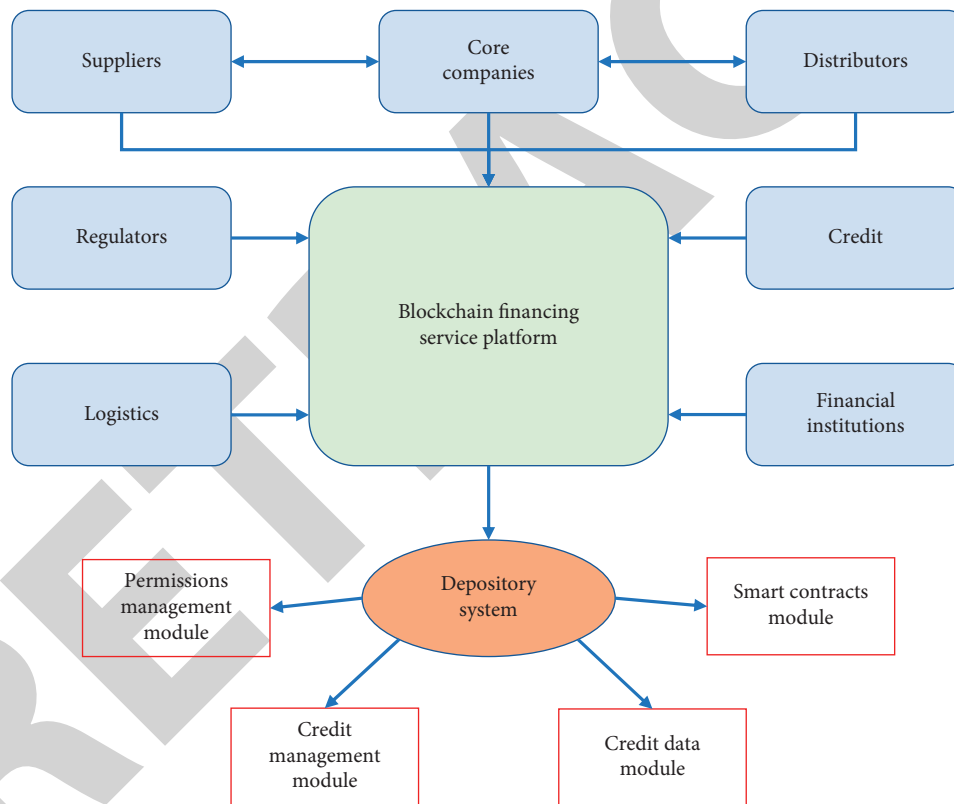 Suppliers
Core
companies
Distributors
Regulators
Credit
Blockchain financing
service platform
Logistics
Financial
institutions
Depository
system
Permissions
management
module
Smart contracts
module
Credit
management
module
Credit data
module